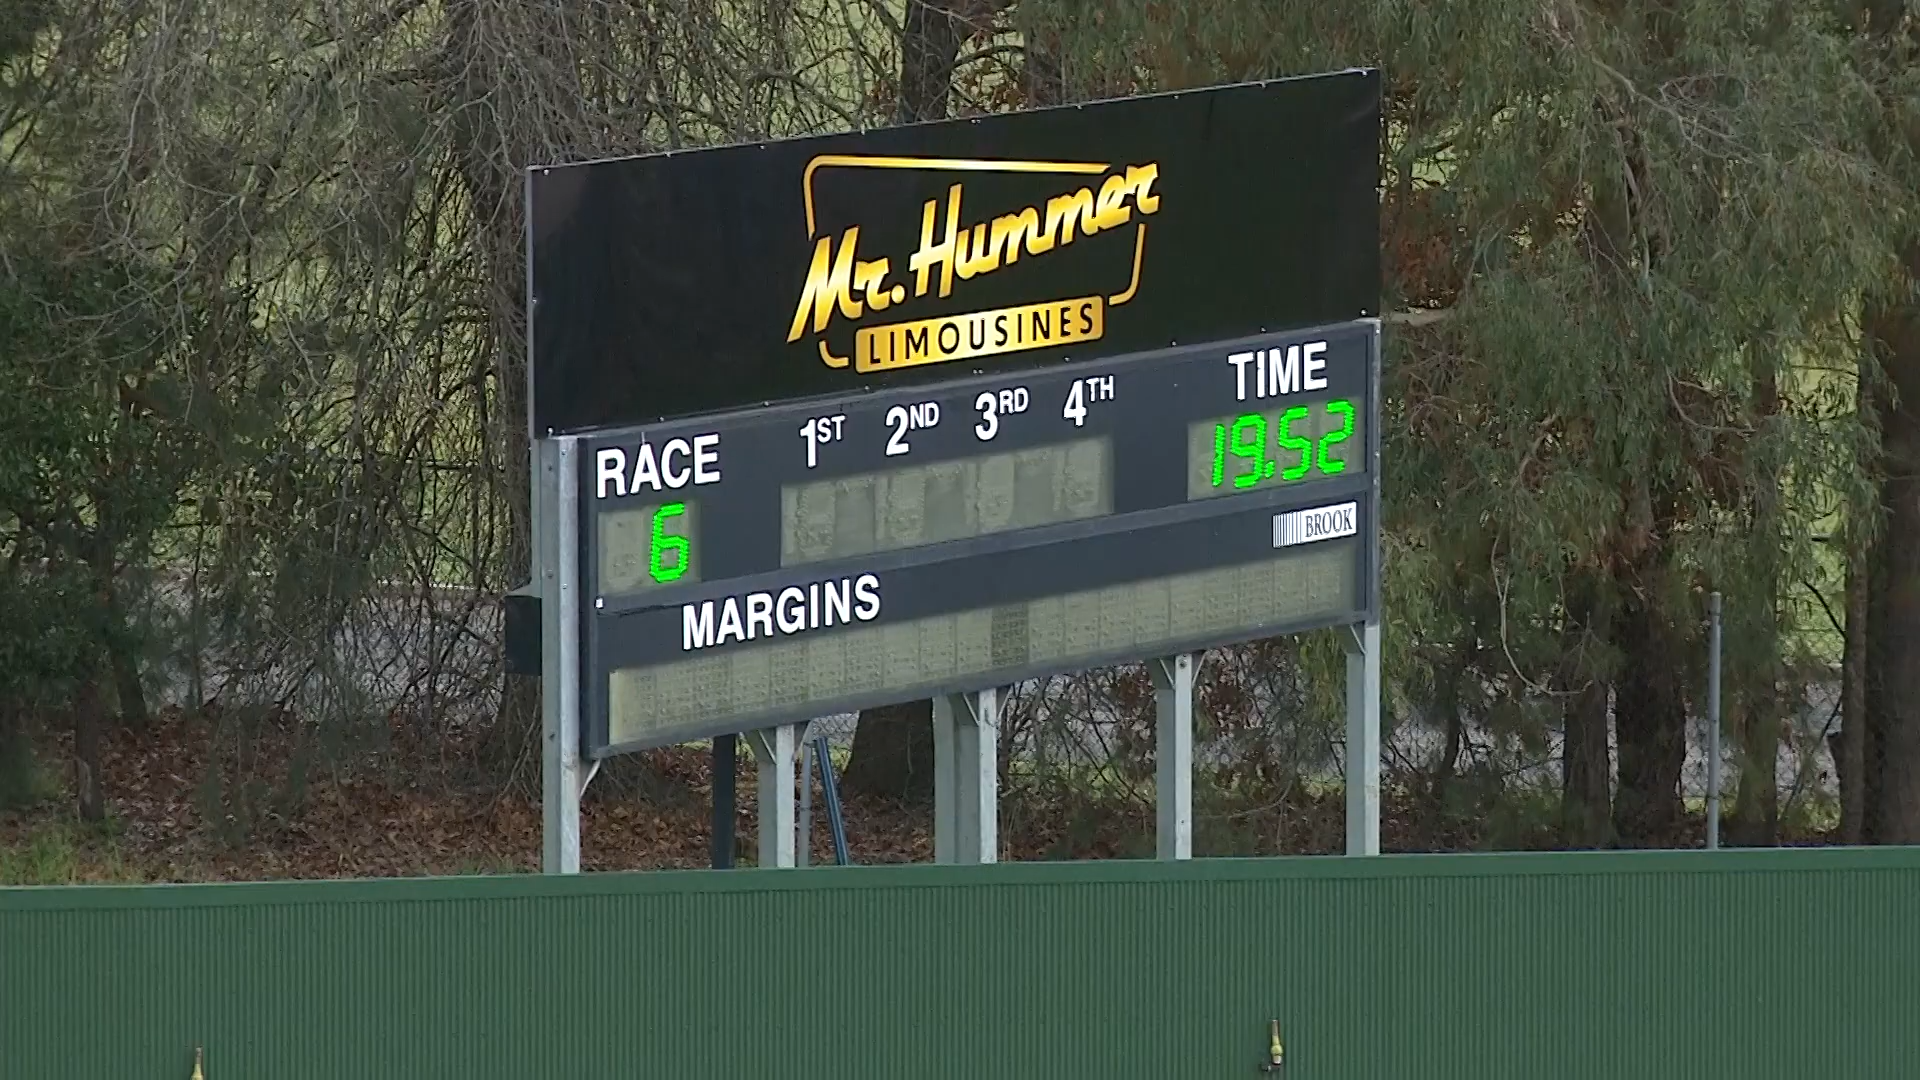 Mr. Hummer
LIMOUSINES
RACE 1ST 2ND 3RD 4TH TIME
6 19.52
BROOK
MARGINS